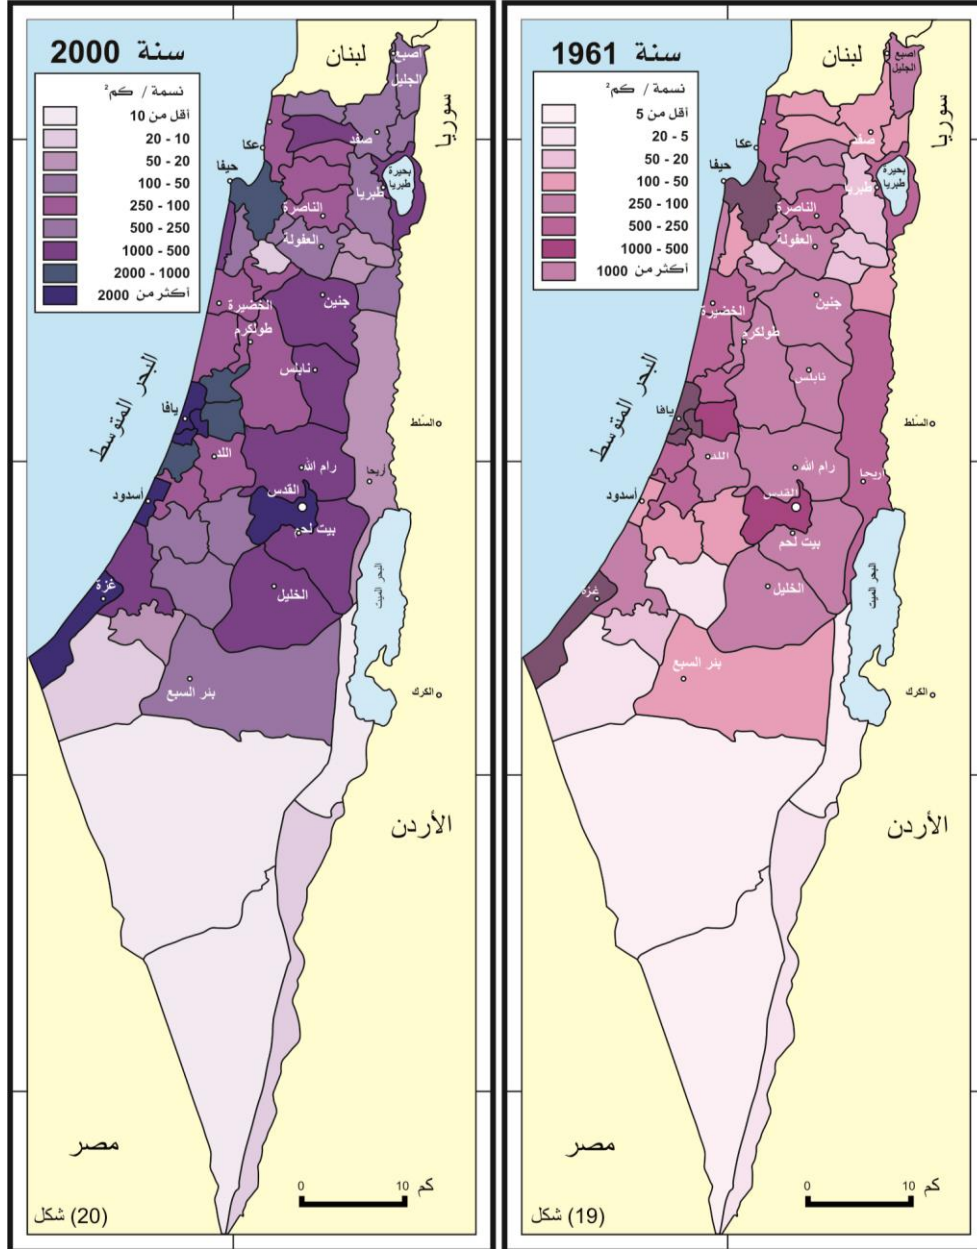 سنة 1961
نسمة / كم²
أقل من 5
20 - 5
50 - 20
100 - 50
250 - 100
500 - 250
1000 - 500
أكثر من 1000
لبنان
سوريا
اصبع
الجليل
صفد
عكا
حيفا
بحيرة
طبريا
طبريا
الناصرة
العفولة
جنين
الخضيرة
طولكرم
نابلس
البحر المتوسط
يافا
السلط
اللد
رام الله
أريحا
القدس
أسدود
بيت لحم
البحر الميت
غزة
الخليل
بئر السبع
الكرك
الأردن
مصر
0 10 كم
(19) شكل
سنة 2000
نسمة / كم²
أقل من 10
20 - 10
50 - 20
100 - 50
250 - 100
500 - 250
1000 - 500
2000 - 1000
أكثر من 2000
لبنان
سوريا
اصبع
الجليل
صفد
عكا
حيفا
بحيرة
طبريا
طبريا
الناصرة
العفولة
جنين
الخضيرة
طولكرم
نابلس
البحر المتوسط
يافا
السّلط
اللد
رام الله
أريحا
القدس
أسدود
بيت لحم
البحر الميت
غزة
الخليل
بئر السبع
الكرك
الأردن
مصر
0 10 كم
(20) شكل